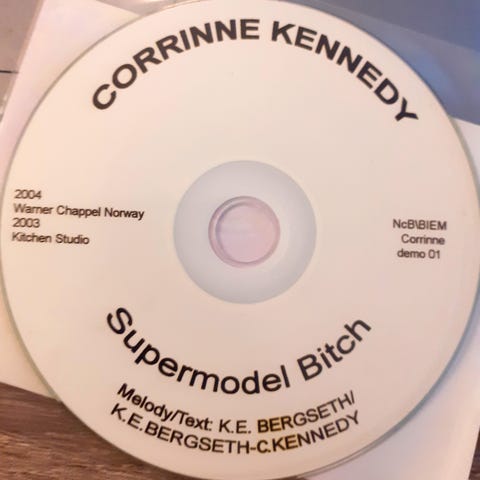 CORRINNE KENNEDY
2004
Warner Chappel Norway
2003
Kitchen Studio
NcB\BIEM
Corrinne
demo 01
Supermodel Bitch
Melody/Text: K.E. BERGSETH/
K.E.BERGSETH-C.KENNEDY